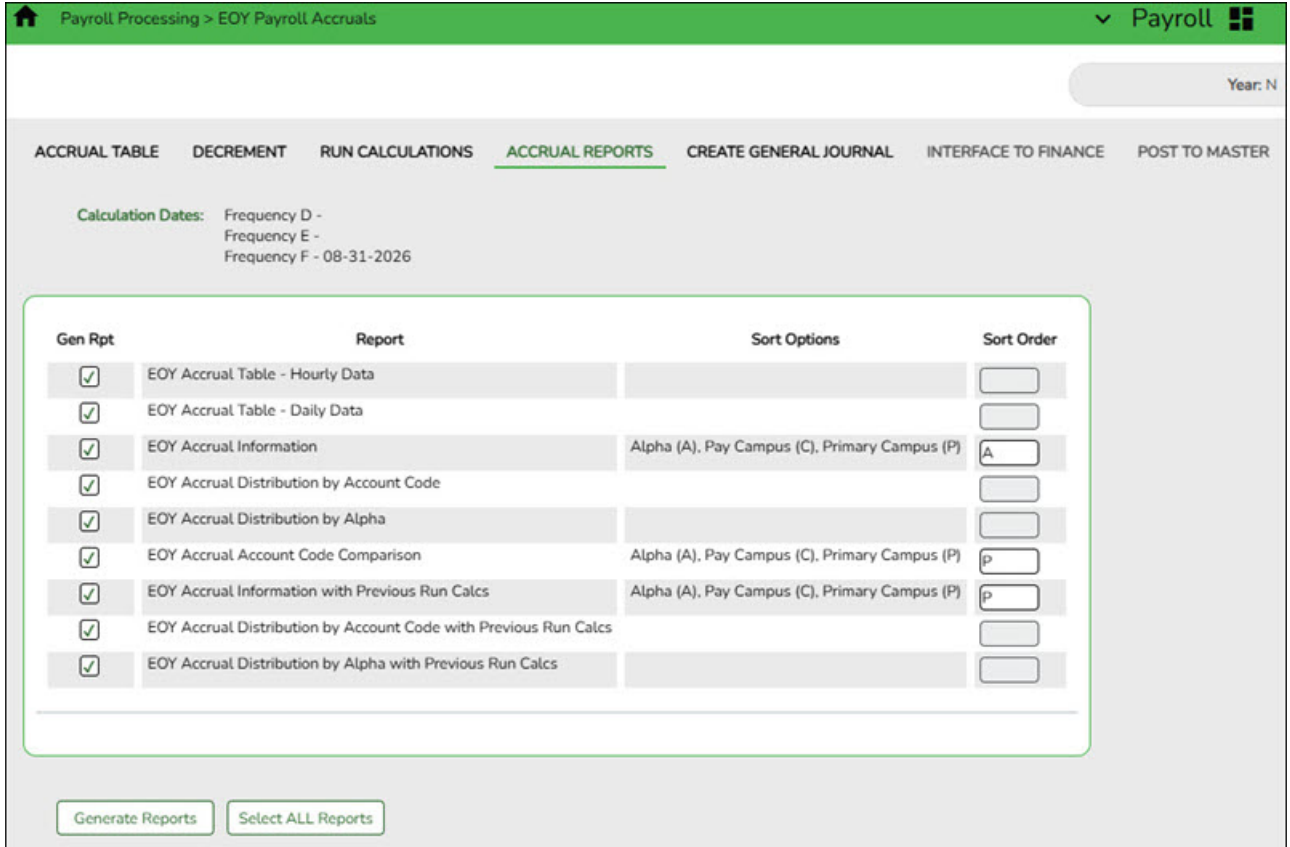 Payroll Processing > EOY Payroll Accruals
Payroll
Year: N
ACCRUAL TABLE DECREMENT RUN CALCULATIONS ACCRUAL REPORTS CREATE GENERAL JOURNAL INTERFACE TO FINANCE POST TO MASTER
Calculation Dates: Frequency D -
Frequency E -
Frequency F - 08-31-2026
Gen Rpt Report Sort Options Sort Order
EOY Accrual Table - Hourly Data
EOY Accrual Table - Daily Data
EOY Accrual Information Alpha (A), Pay Campus (C), Primary Campus (P) A
EOY Accrual Distribution by Account Code
EOY Accrual Distribution by Alpha
EOY Accrual Account Code Comparison Alpha (A), Pay Campus (C), Primary Campus (P) P
EOY Accrual Information with Previous Run Calcs Alpha (A), Pay Campus (C), Primary Campus (P) P
EOY Accrual Distribution by Account Code with Previous Run Calcs
EOY Accrual Distribution by Alpha with Previous Run Calcs
Generate Reports Select ALL Reports